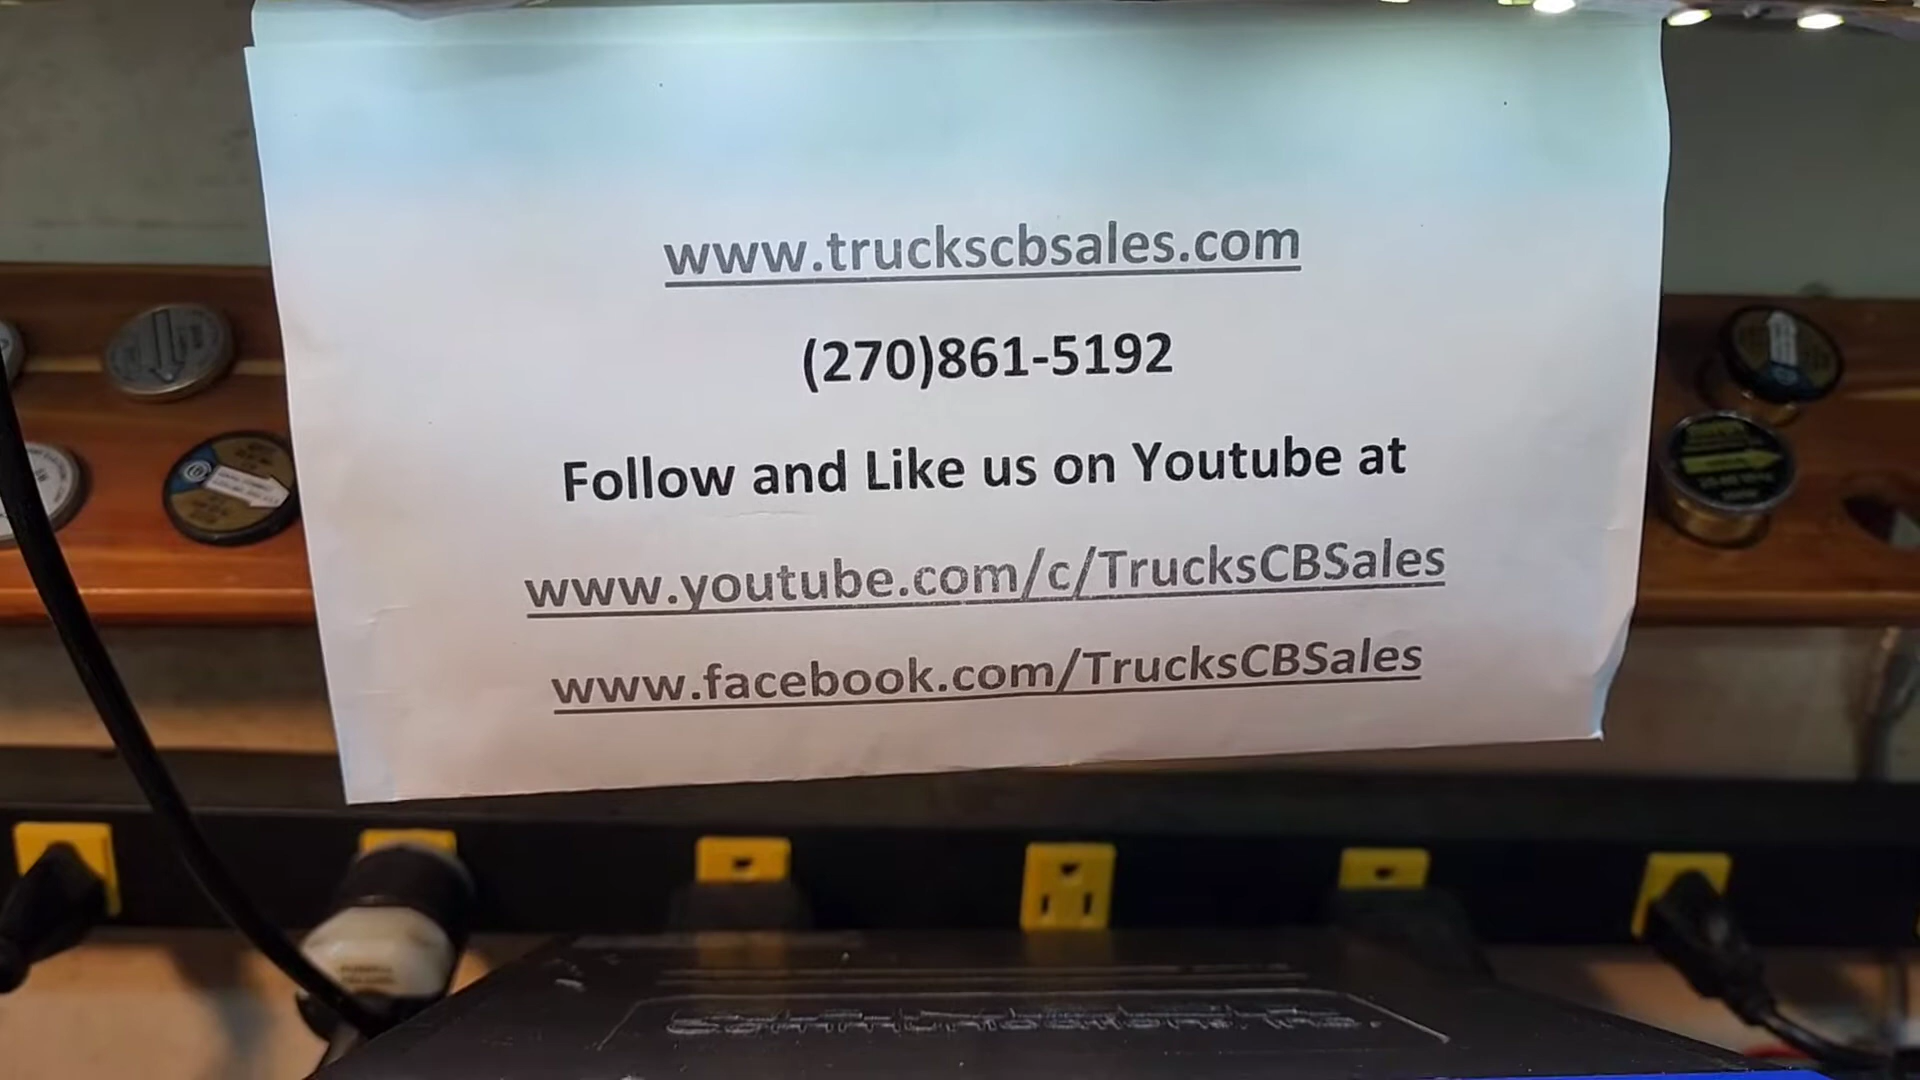 www.truckscbsales.com
(270)861-5192
Follow and Like us on Youtube at
www.youtube.com/c/TrucksCBSales
www.facebook.com/TrucksCBSales